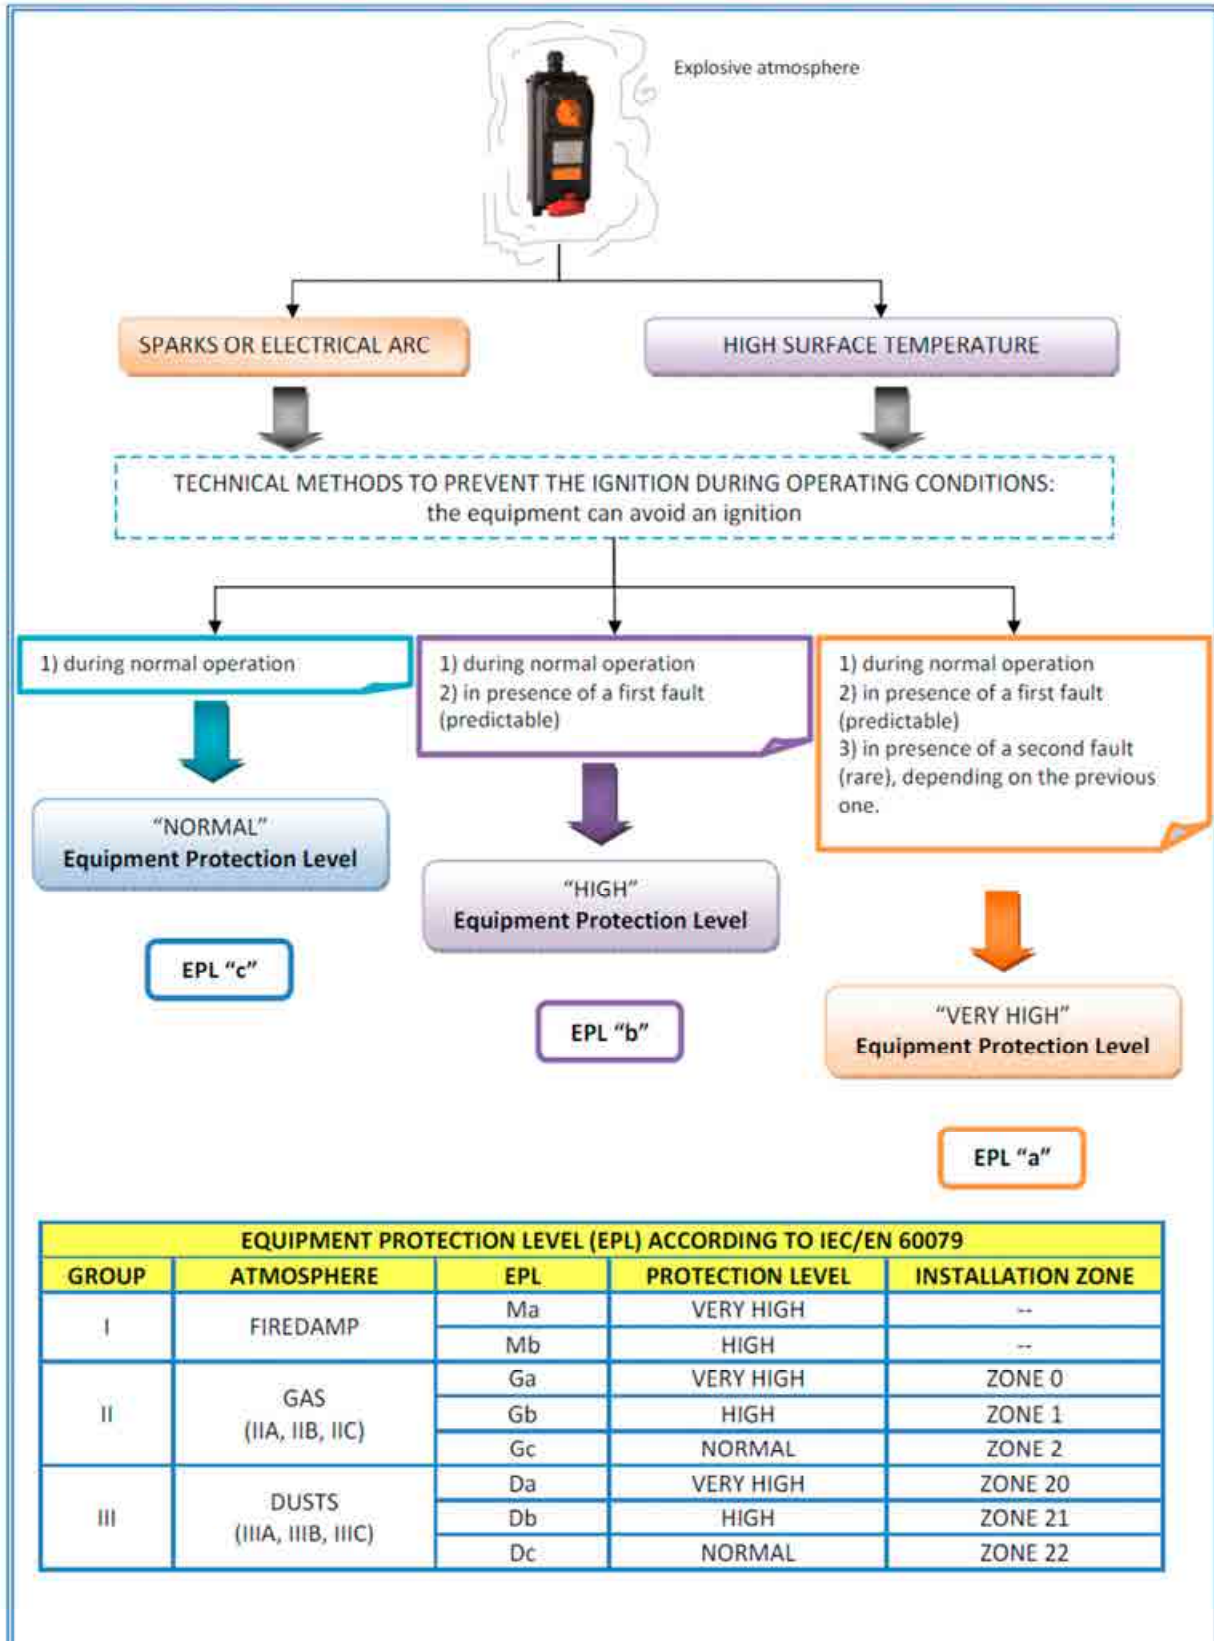 Explosive atmosphere
SPARKS OR ELECTRICAL ARC
HIGH SURFACE TEMPERATURE
TECHNICAL METHODS TO PREVENT THE IGNITION DURING OPERATING CONDITIONS:
the equipment can avoid an ignition
1) during normal operation
1) during normal operation
2) in presence of a first fault
(predictable)
1) during normal operation
2) in presence of a first fault
(predictable)
3) in presence of a second fault
(rare), depending on the previous
one.
“NORMAL”
Equipment Protection Level
“HIGH”
Equipment Protection Level
“VERY HIGH”
Equipment Protection Level
EPL “c”
EPL “b”
EPL “a”
EQUIPMENT PROTECTION LEVEL (EPL) ACCORDING TO IEC/EN 60079
GROUP ATMOSPHERE EPL PROTECTION LEVEL INSTALLATION ZONE
I FIREDAMP Ma VERY HIGH --
Mb HIGH --
II GAS (IIA, IIB, IIC) Ga VERY HIGH ZONE 0
Gb HIGH ZONE 1
Gc NORMAL ZONE 2
III DUSTS (IIIA, IIIB, IIIC) Da VERY HIGH ZONE 20
Db HIGH ZONE 21
Dc NORMAL ZONE 22